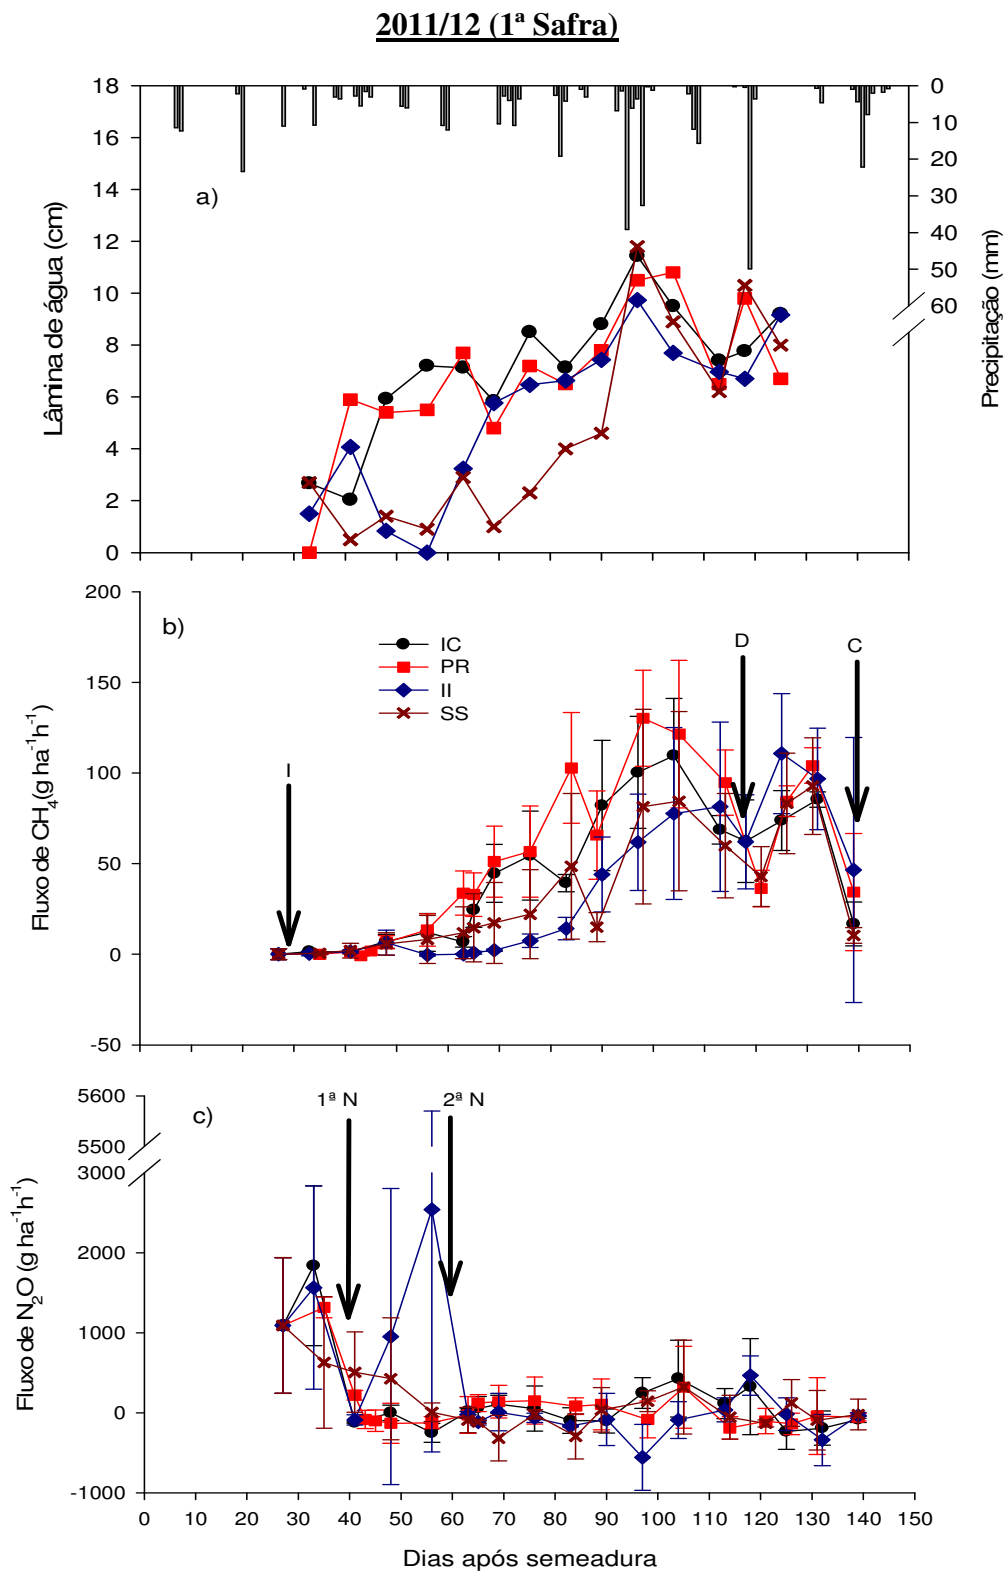 2011/12 (1ª Safra)
18
16
14
12
10
8
6
4
2
0
Lâmina de água (cm)
a)
0
10
20
30
40
50
60
Precipitação (mm)
200
150
100
50
0
-50
Fluxo de CH4(g ha-1h-1)
b)
IC
PR
II
SS
I
D
C
5600
5500
3000
2000
1000
0
-1000
Fluxo de N2O (g ha-1h-1)
c)
1ª N
2ª N
0 10 20 30 40 50 60 70 80 90 100 110 120 130 140 150
Dias após semeadura